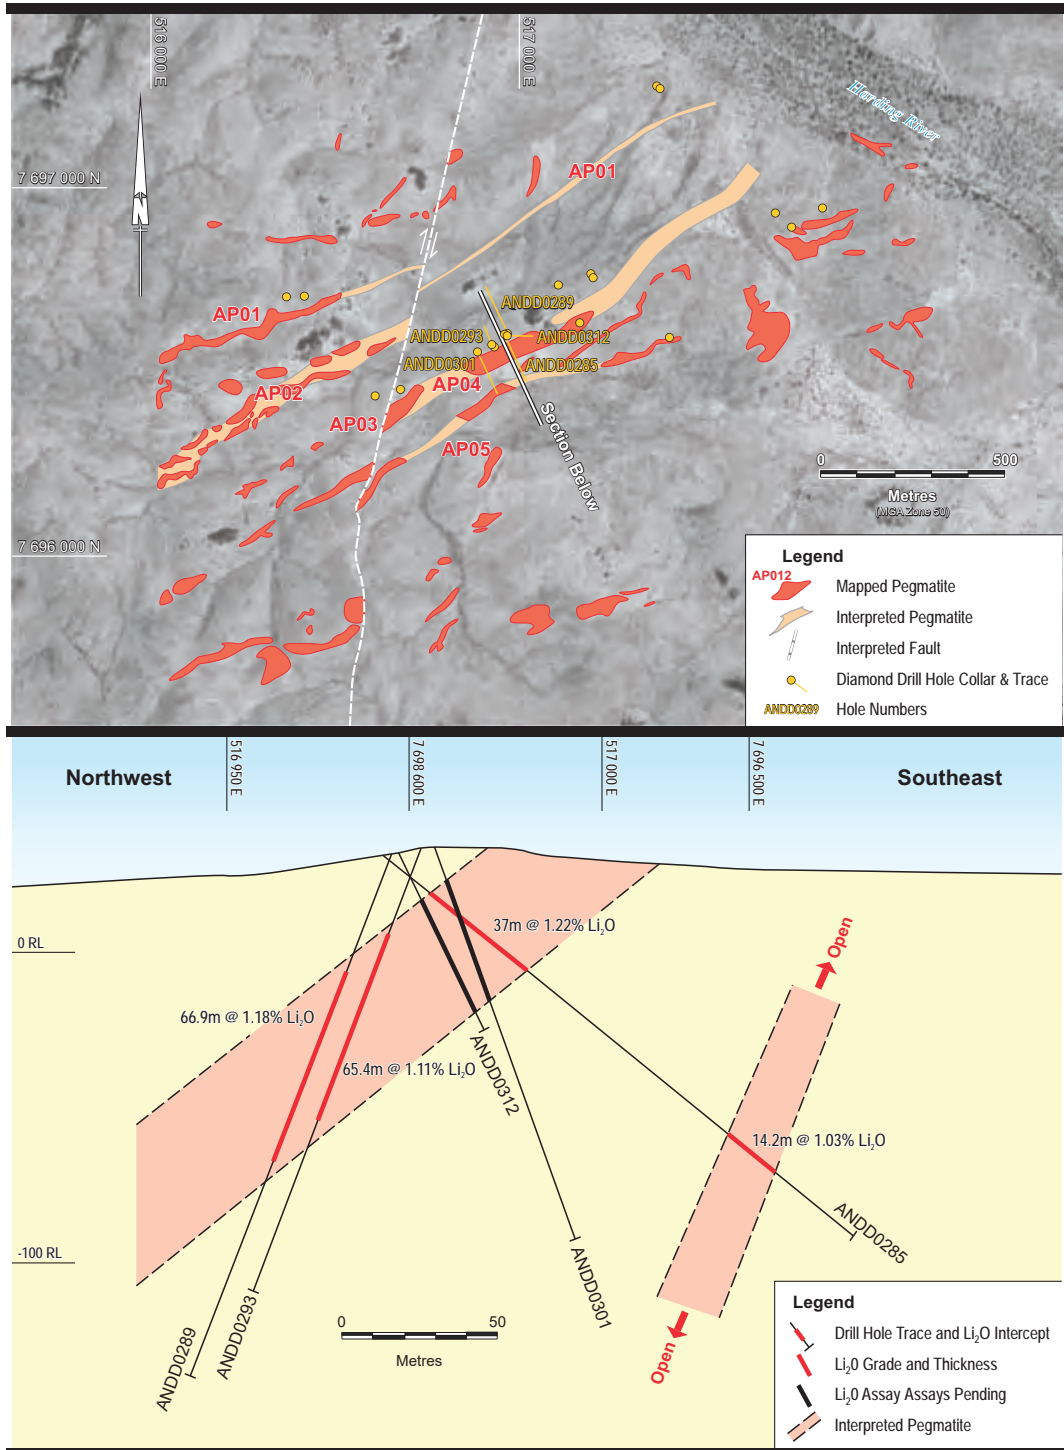 516 000 E
517 000 E
Harding River
7 697 000 N
AP01
AP01
ANDD0289
ANDD0293
ANDD0312
ANDD0301
ANDD0285
AP02
AP04
AP03
AP05
Section Below
0 500
Metres
(MGA Zone 50)
7 696 000 N
Legend
AP012
Mapped Pegmatite
Interpreted Pegmatite
Interpreted Fault
Diamond Drill Hole Collar & Trace
ANDD0289
Hole Numbers
Northwest
516 950 E
7 698 600 E
517 000 E
7 696 500 E
Southeast
0 RL
37m @ 1.22% Li₂O
Open
66.9m @ 1.18% Li₂O
65.4m @ 1.11% Li₂O
ANDD0312
14.2m @ 1.03% Li₂O
ANDD0285
-100 RL
ANDD0301
ANDD0293
ANDD0289
0 50
Metres
Open
Legend
Drill Hole Trace and Li₂O Intercept
Li₂0 Grade and Thickness
Li₂0 Assay Assays Pending
Interpreted Pegmatite